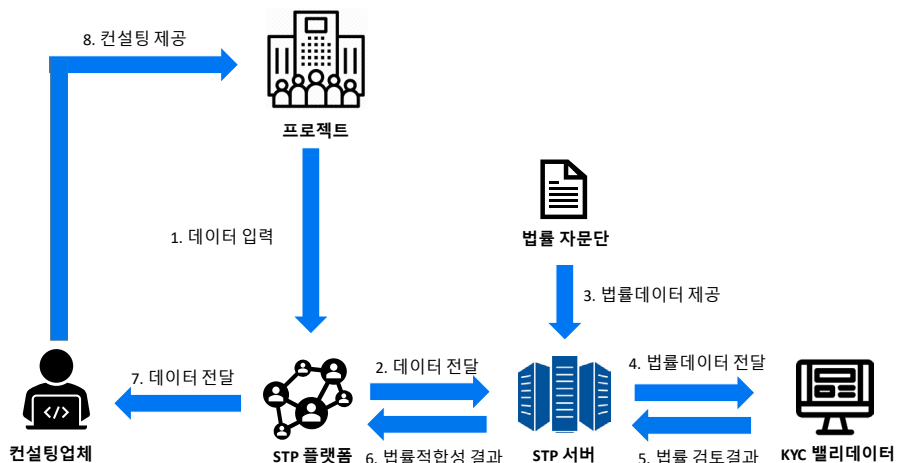 8. 컨설팅 제공
프로젝트
1. 데이터 입력
법률 자문단
3. 법률데이터 제공
7. 데이터 전달
2. 데이터 전달
4. 법률데이터 전달
</>
컨설팅업체
STP 플랫폼
6. 법률적합성 결과
STP 서버
5. 법률 검토결과
KYC 밸리데이터